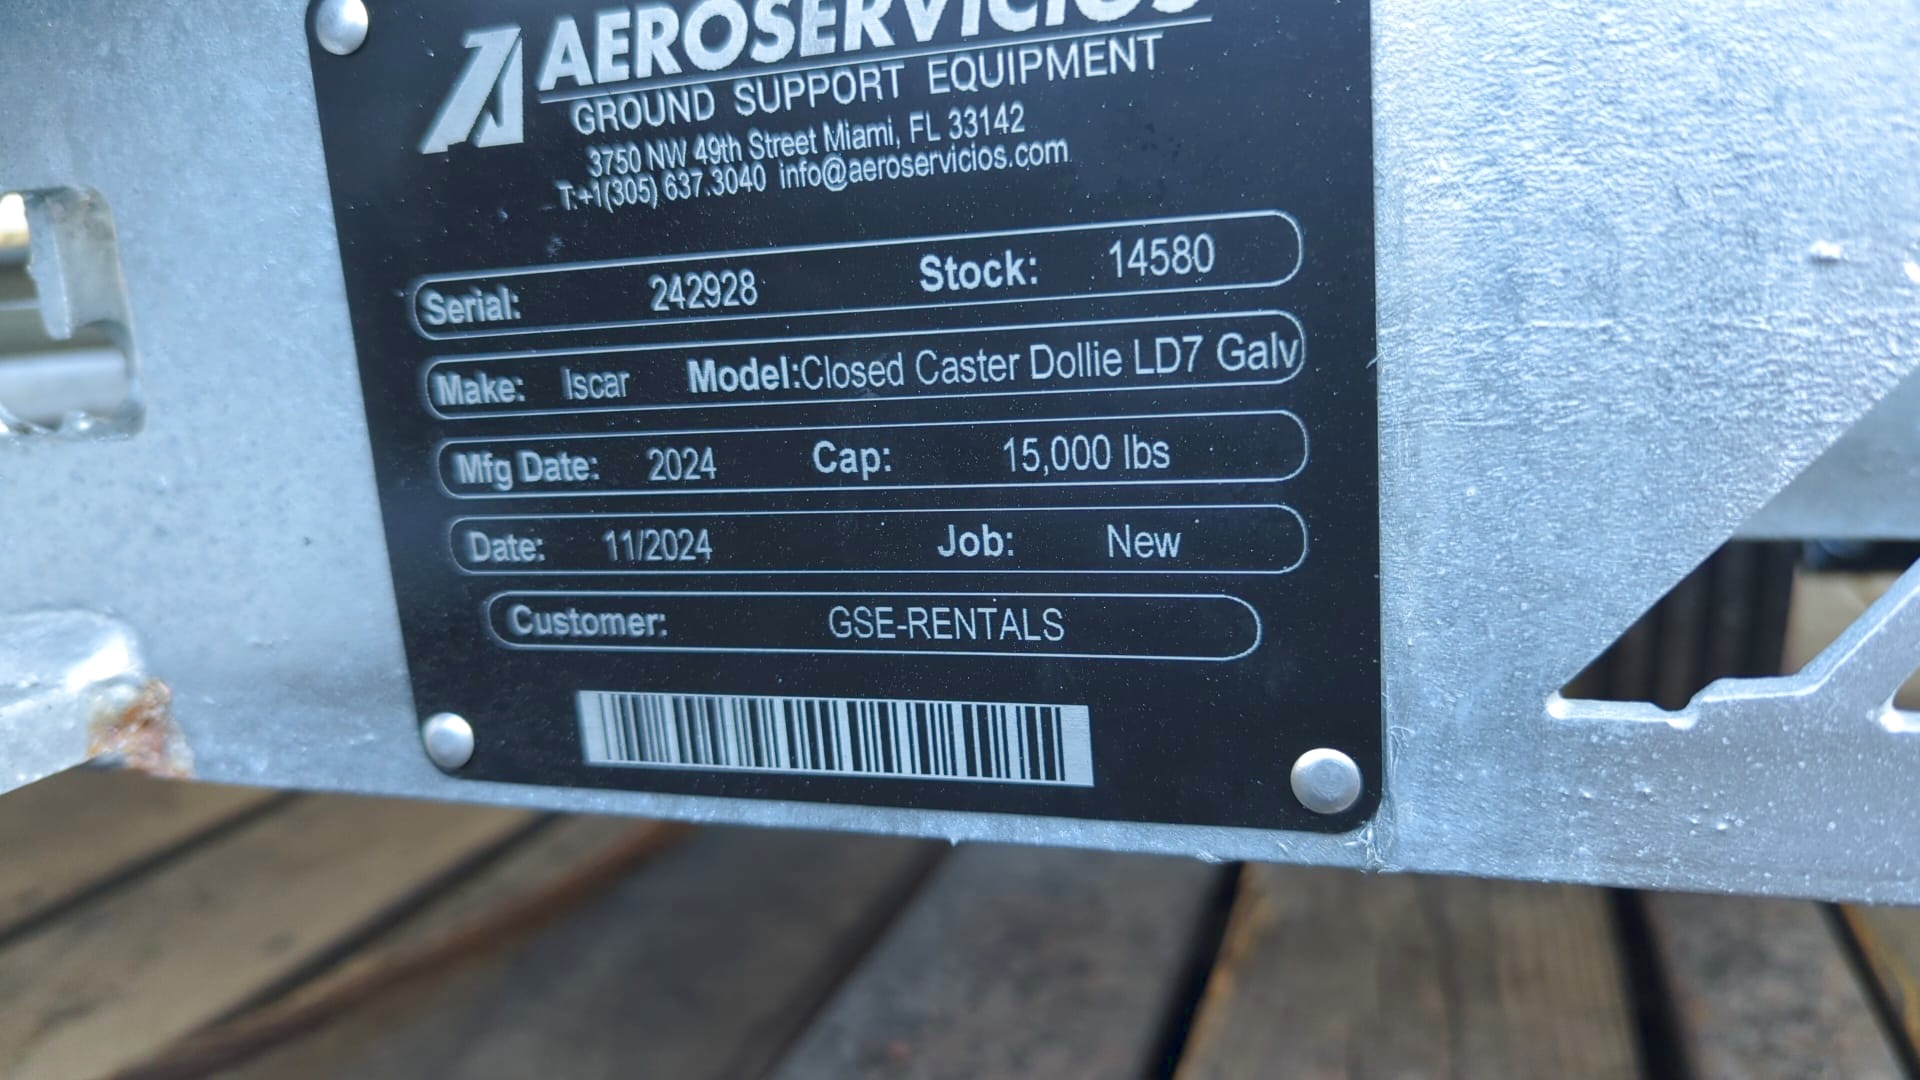 AEROSERVICIOS
GROUND SUPPORT EQUIPMENT
3750 NW 49th Street Miami, FL 33142
T:+1(305) 637.3040 info@aeroservicios.com
Serial: 242928 Stock: 14580
Make: Iscar Model:Closed Caster Dollie LD7 Galv
Mfg Date: 2024 Cap: 15,000 lbs
Date: 11/2024 Job: New
Customer: GSE-RENTALS